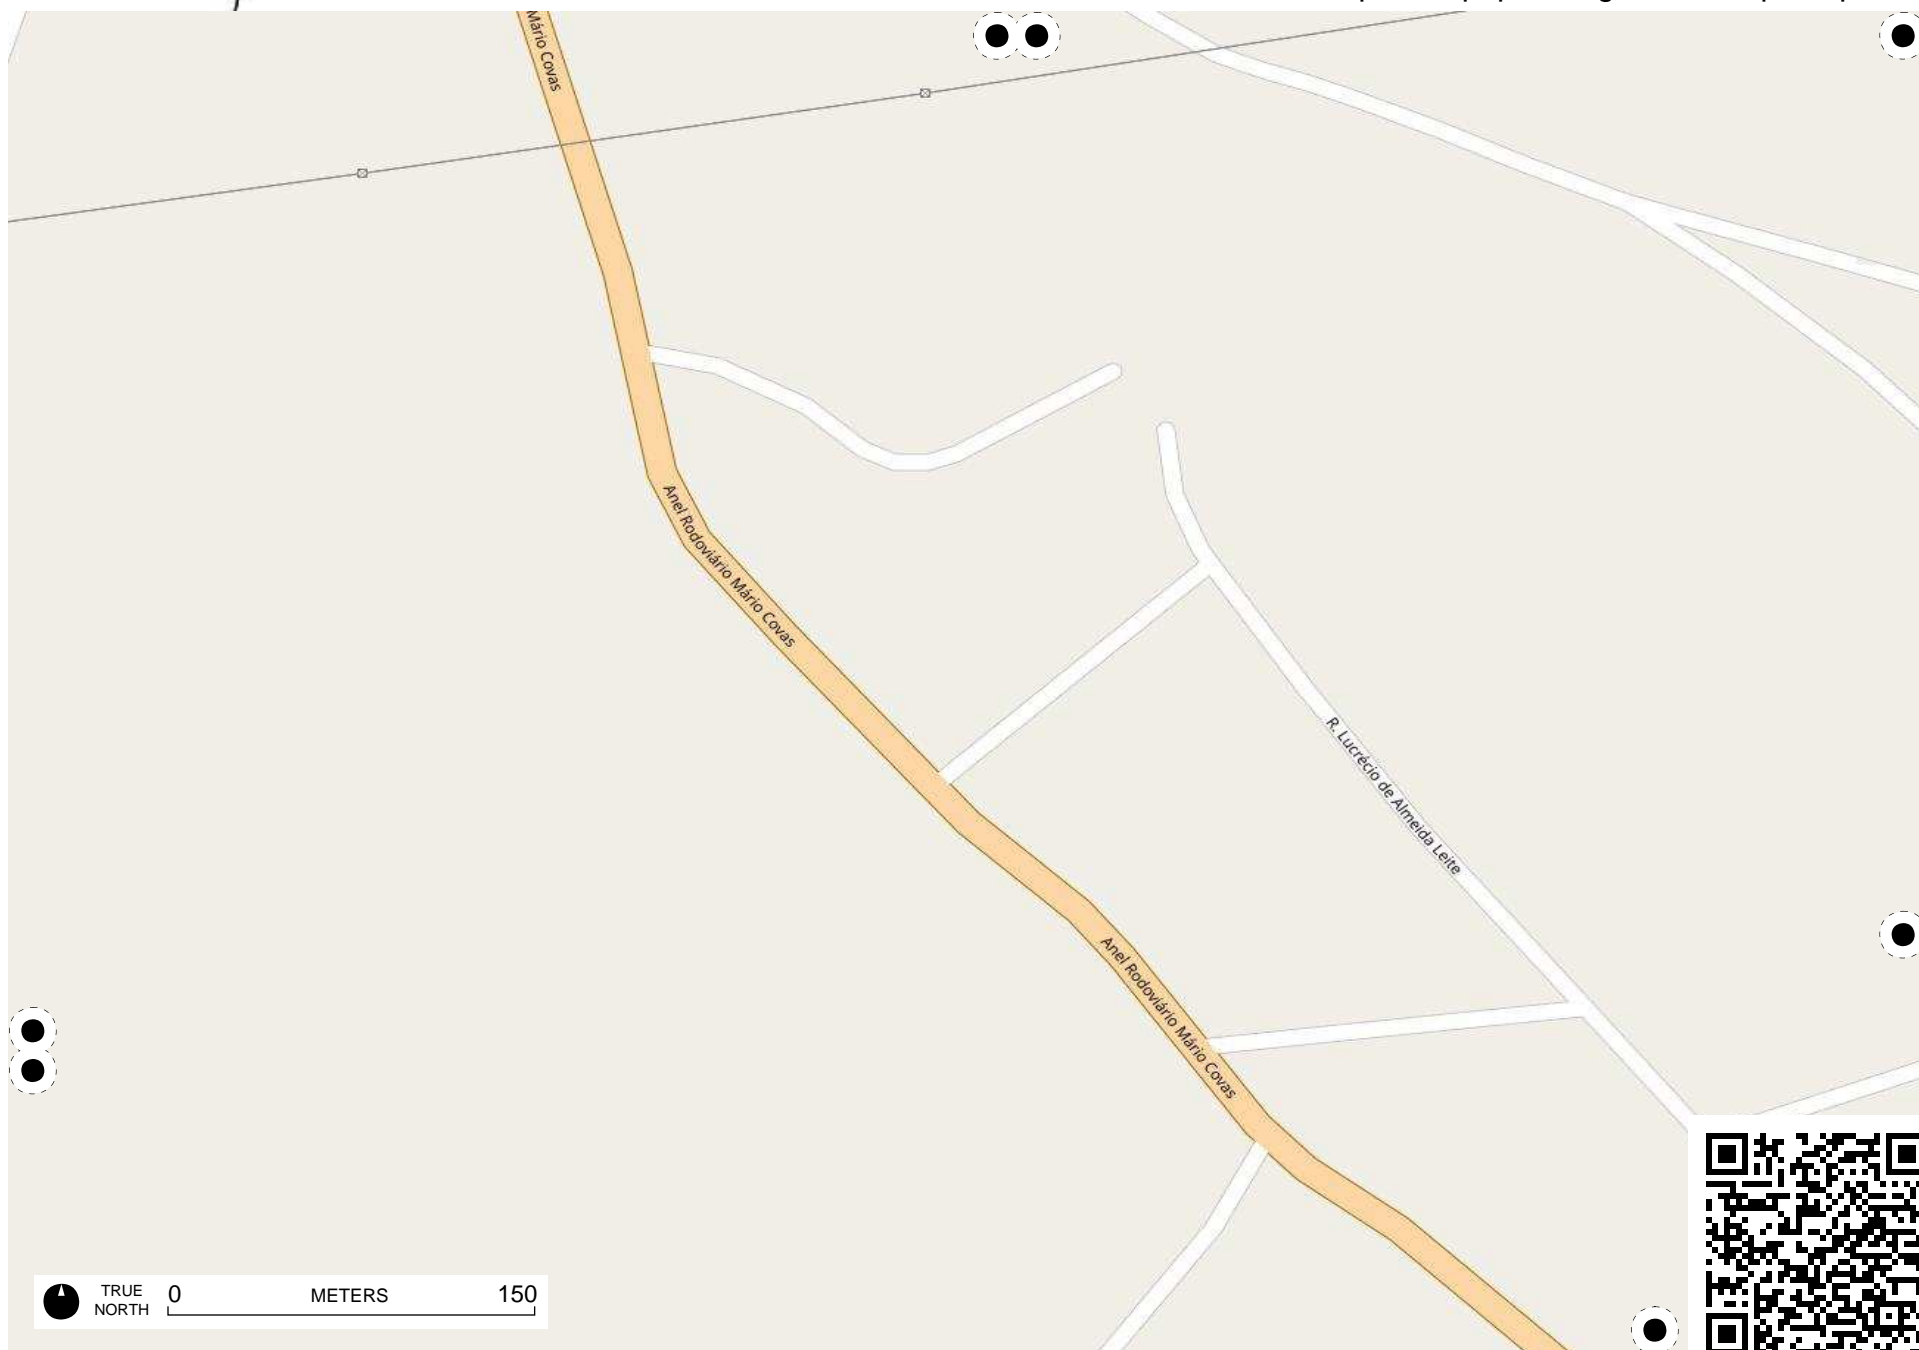 Mário Covas
Anel Rodoviário Mário Covas
R. Lucrécio de Almeida Leite
Anel Rodoviário Mário Covas
TRUE NORTH
0 METERS 150